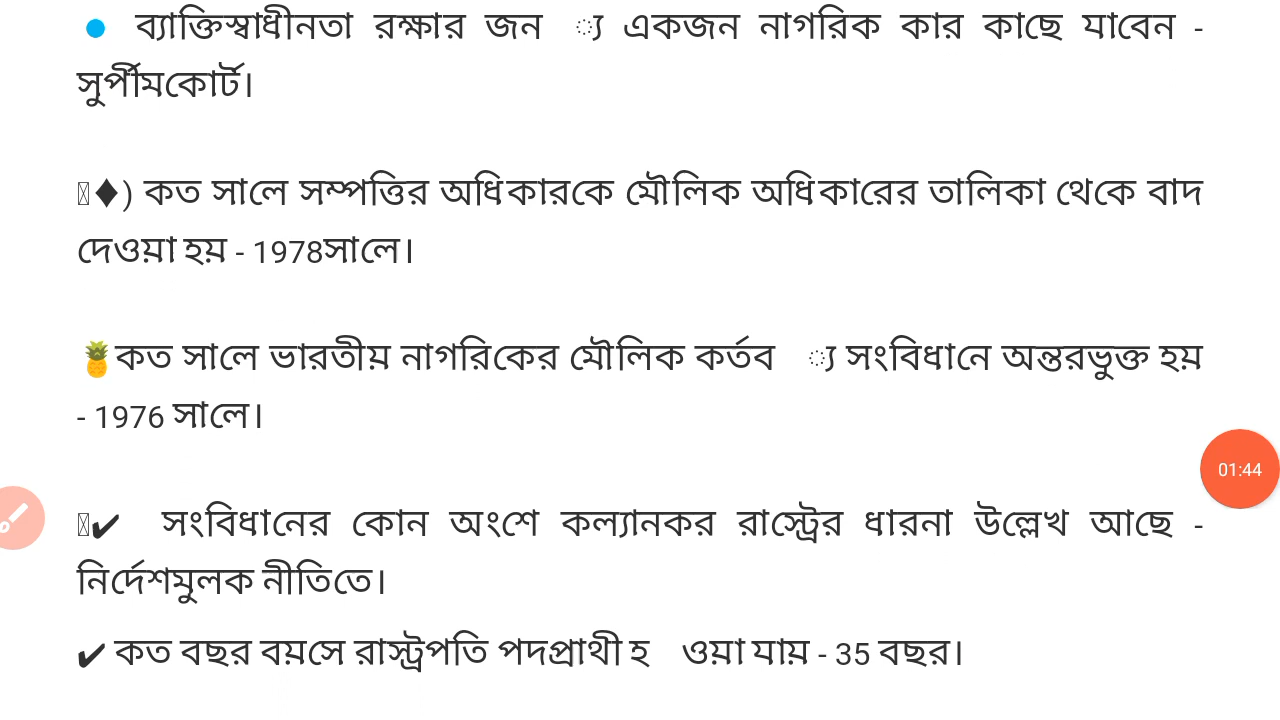 ● ব্যাক্তিস্বাধীনতা রক্ষার জন ্য একজন নাগরিক কার কাছে যাবেন -
সুর্পীমকোর্ট।
♦) কত সালে সম্পত্তির অধিকারকে মৌলিক অধিকারের তালিকা থেকে বাদ
দেওয়া হয় - 1978সালে।
🍍কত সালে ভারতীয় নাগরিকের মৌলিক কর্তব ্য সংবিধানে অন্তরভুক্ত হয়
- 1976 সালে।
01:44
✔ সংবিধানের কোন অংশে কল্যানকর রাস্ট্রের ধারনা উল্লেখ আছে -
নির্দেশমুলক নীতিতে।
✔ কত বছর বয়সে রাস্ট্রপতি পদপ্রাথী হ ওয়া যায় - 35 বছর।